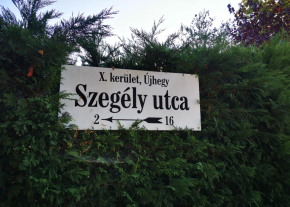 X. kerület, Újhegy
Szegély utca
2 16